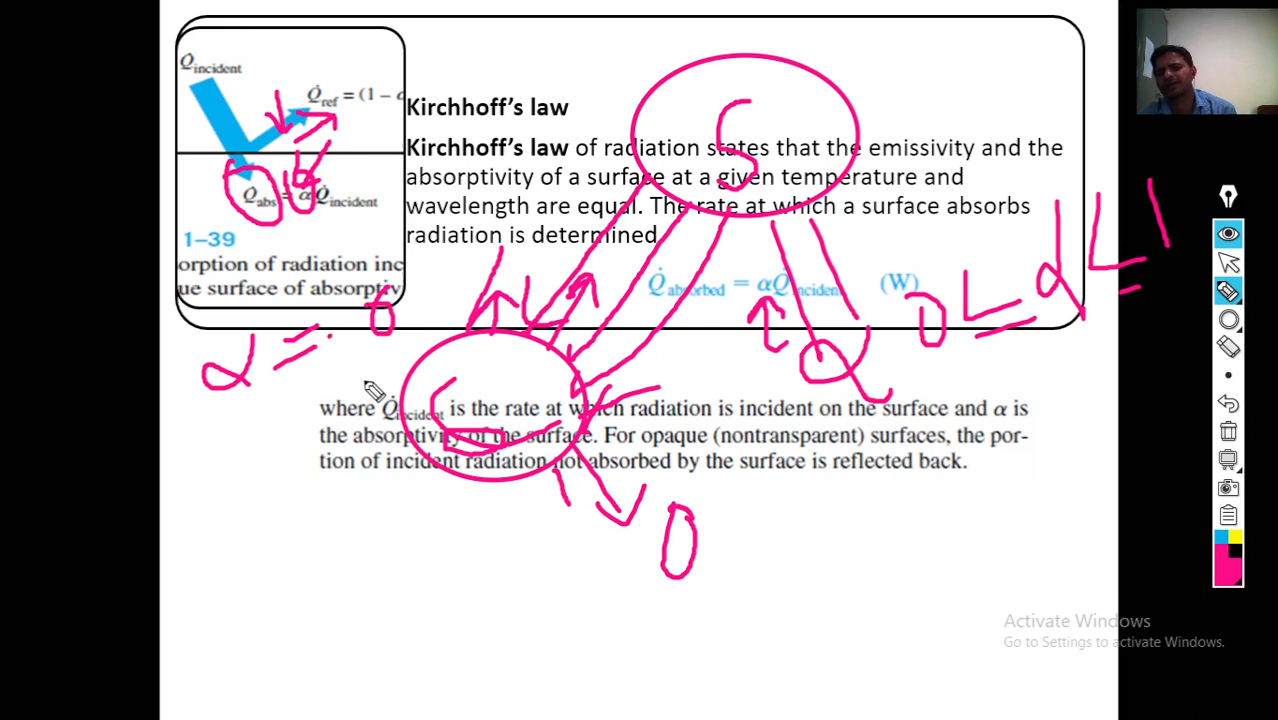 Q̇incident
Q̇ref = (1 –
Q̇abs = αQ̇incident
1–39
orption of radiation inc
ue surface of absorptiv
Kirchhoff's law
Kirchhoff's law of radiation states that the emissivity and the
absorptivity of a surface at a given temperature and
wavelength are equal. The rate at which a surface absorbs
radiation is determined
Q̇absorbed = αQ̇incident (W)
S
0 ≤ α ≤ 1
α = 0
where Q̇incident is the rate at which radiation is incident on the surface and α is
the absorptivity of the surface. For opaque (nontransparent) surfaces, the por-
tion of incident radiation not absorbed by the surface is reflected back.
0
Activate Windows
Go to Settings to activate Windows.